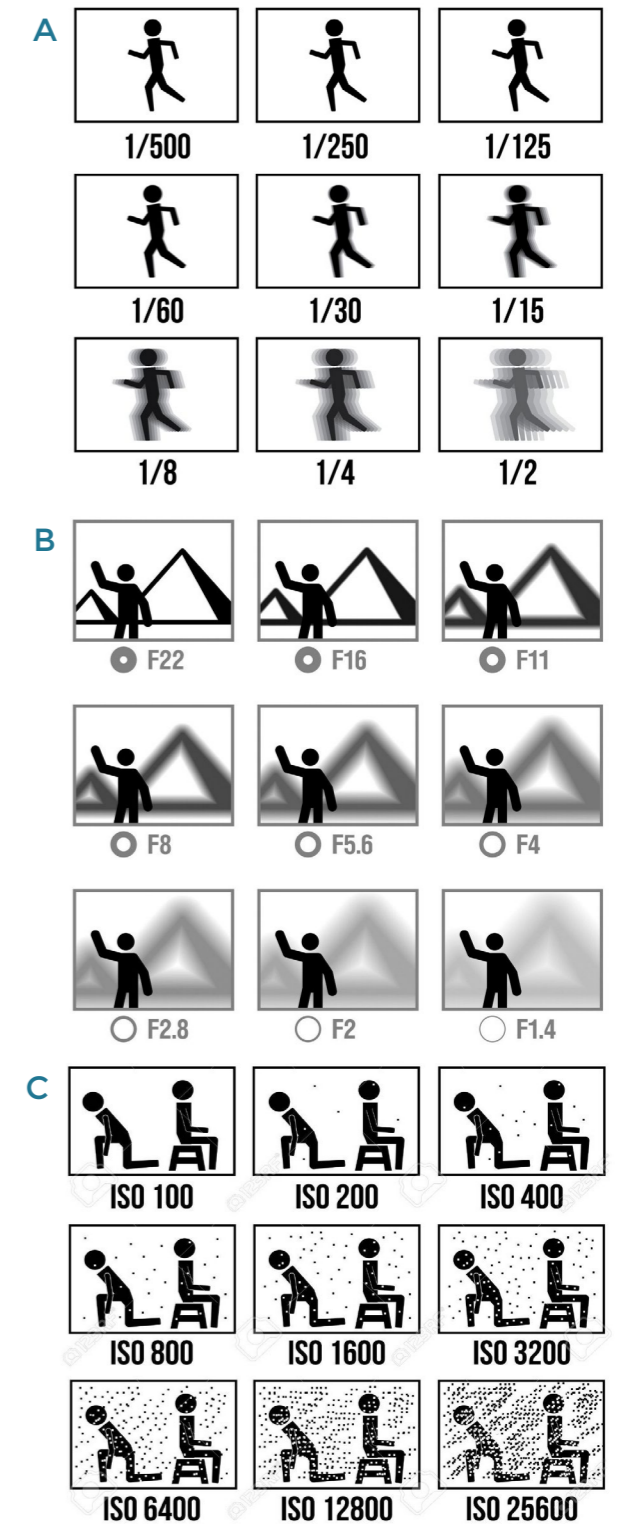 A
1/500 1/250 1/125
1/60 1/30 1/15
1/8 1/4 1/2
B
F22 F16 F11
F8 F5.6 F4
F2.8 F2 F1.4
C
ISO 100 ISO 200 ISO 400
ISO 800 ISO 1600 ISO 3200
ISO 6400 ISO 12800 ISO 25600